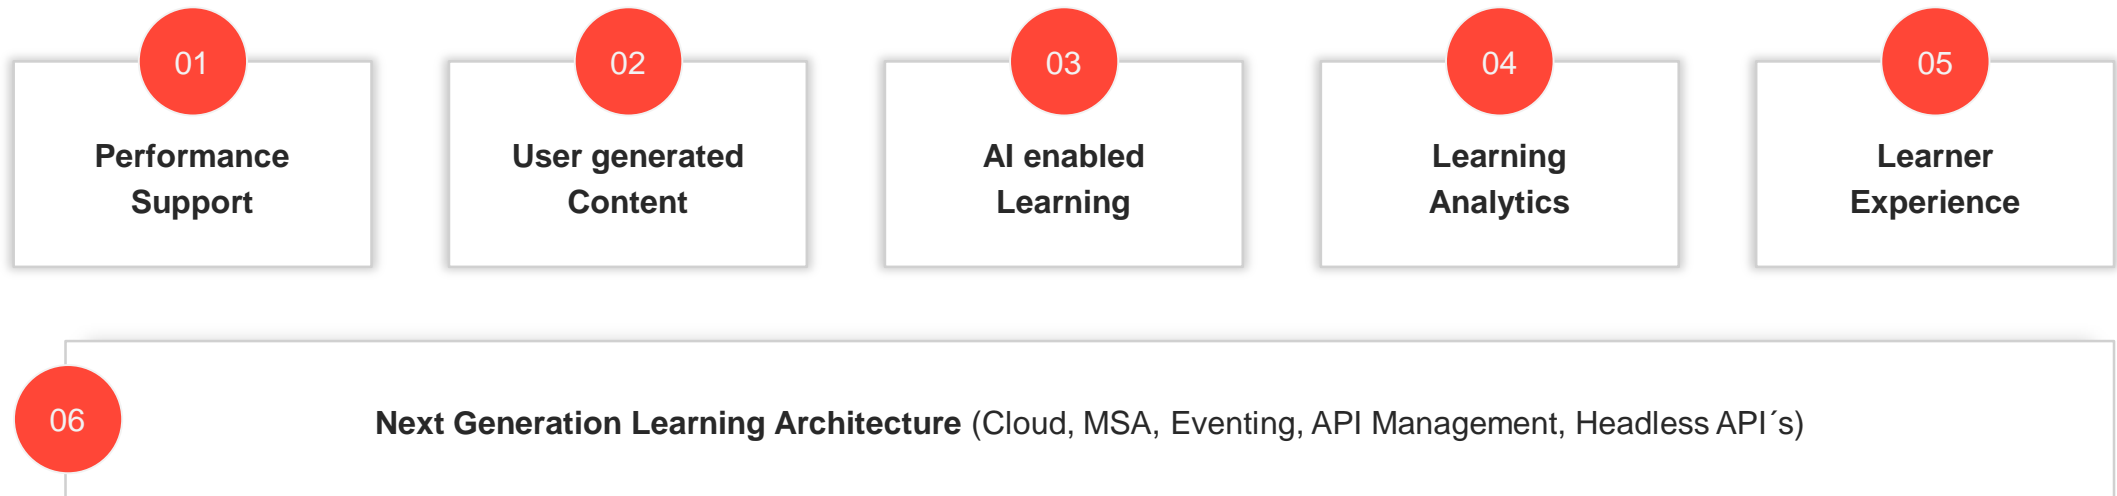 01
Performance
Support
02
User generated
Content
03
AI enabled
Learning
04
Learning
Analytics
05
Learner
Experience
06
Next Generation Learning Architecture (Cloud, MSA, Eventing, API Management, Headless API´s)